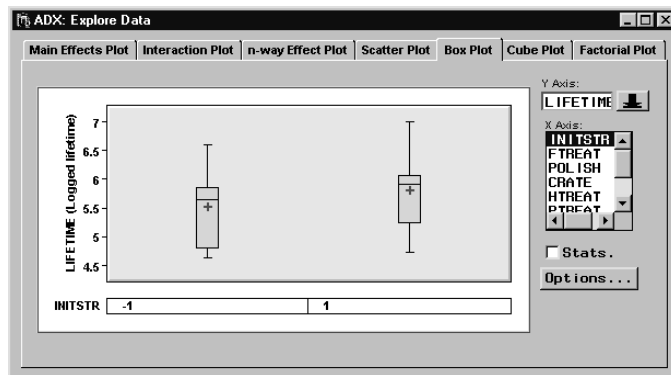 ADX: Explore Data
Main Effects Plot Interaction Plot n-way Effect Plot Scatter Plot Box Plot Cube Plot Factorial Plot
Y Axis:
LIFETIME
X Axis:
INITSTR
FTREAT
POLISH
CRATE
HTREAT
PTREAT
Stats.
Options...
LIFETIME (Logged lifetime)
7
6.5
6
5.5
5
4.5
INITSTR -1 1